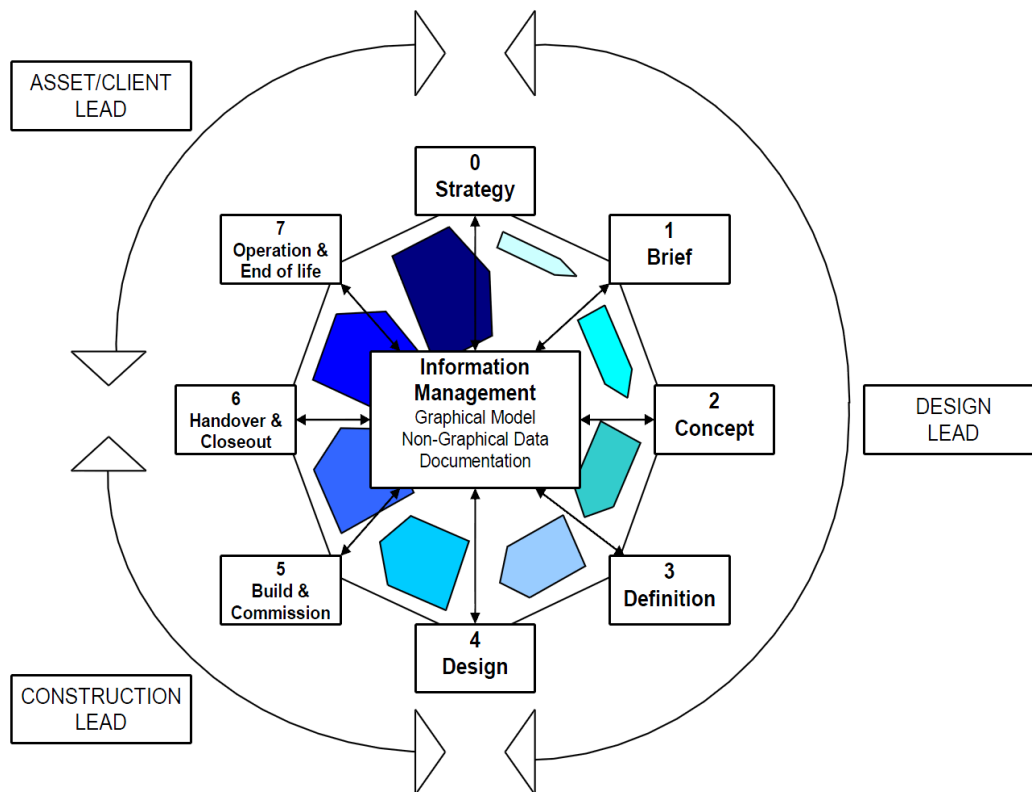 ASSET/CLIENT
LEAD
0
Strategy
7
Operation &
End of life
1
Brief
Information
Management
Graphical Model
Non-Graphical Data
Documentation
6
Handover &
Closeout
2
Concept
DESIGN
LEAD
5
Build &
Commission
3
Definition
4
Design
CONSTRUCTION
LEAD